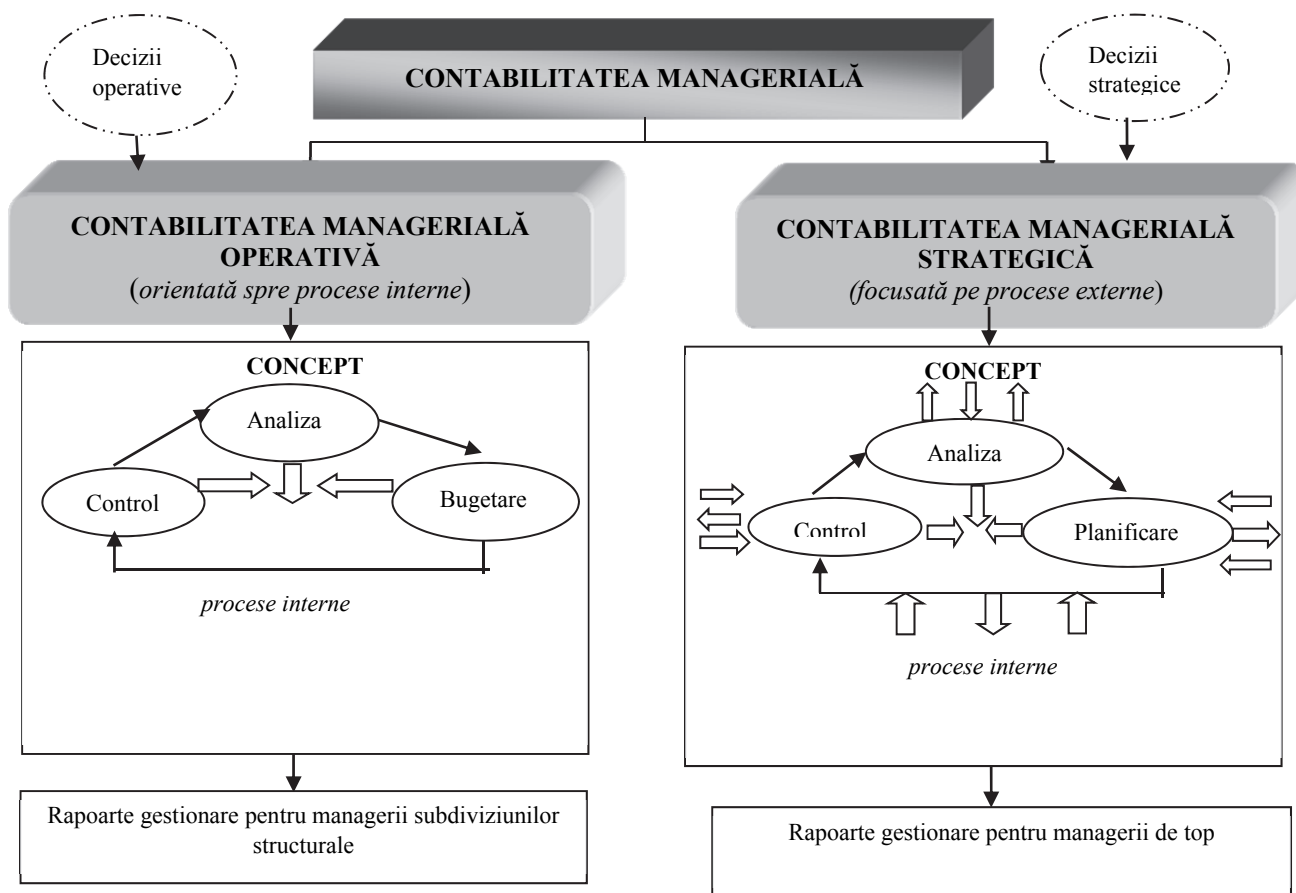 Decizii
operative
CONTABILITATEA MANAGERIALĂ
Decizii
strategice
CONTABILITATEA MANAGERIALĂ
OPERATIVĂ
(orientată spre procese interne)
CONTABILITATEA MANAGERIALĂ
STRATEGICĂ
(focusată pe procese externe)
CONCEPT
Analiza
Control
Bugetare
procese interne
CONCEPT
Analiza
Control
Planificare
procese interne
Rapoarte gestionare pentru managerii subdiviziunilor
structurale
Rapoarte gestionare pentru managerii de top